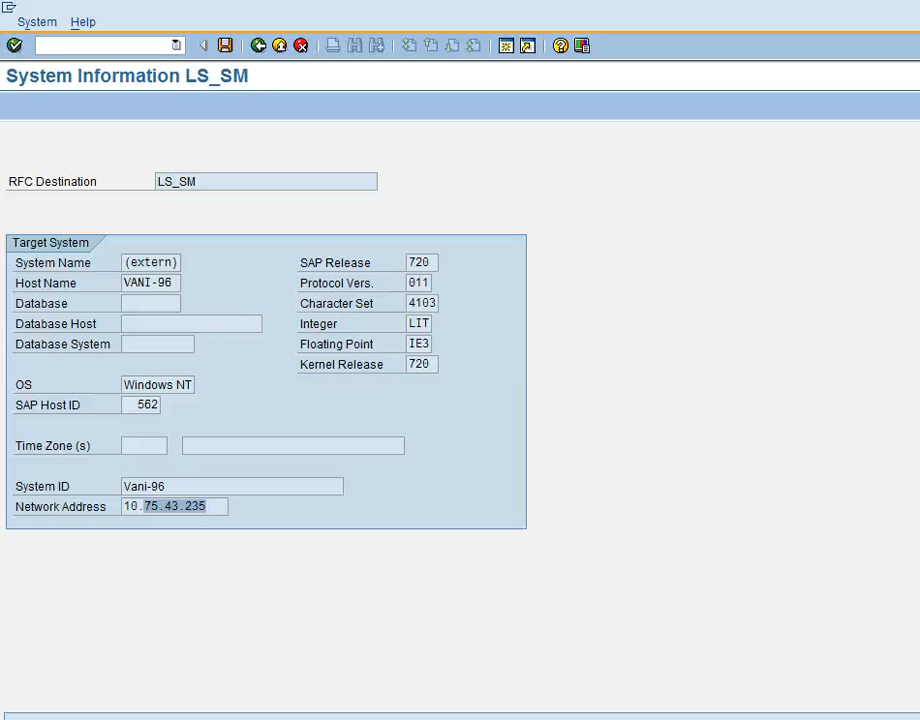 System Help
System Information LS_SM
RFC Destination LS_SM
Target System
System Name (extern) SAP Release 720
Host Name VANI-96 Protocol Vers. 011
Database Character Set 4103
Database Host Integer LIT
Database System Floating Point IE3
Kernel Release 720
OS Windows NT
SAP Host ID 562
Time Zone (s)
System ID Vani-96
Network Address 10.75.43.235